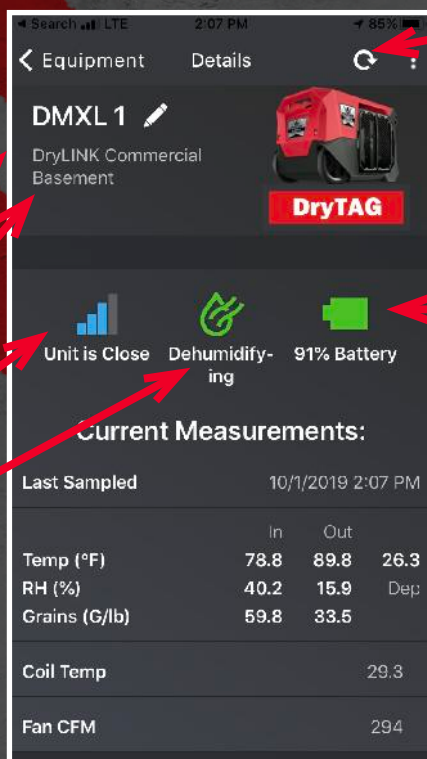 Search LTE 2:07 PM 85%
Equipment Details
DMXL 1
DryLINK Commercial
Basement
DryTAG
Unit is Close Dehumidify- 91% Battery
ing
Current Measurements:
Last Sampled 10/1/2019 2:07 PM
In Out
Temp (°F) 78.8 89.8 26.3
RH (%) 40.2 15.9 Dep
Grains (G/lb) 59.8 33.5
Coil Temp 29.3
Fan CFM 294